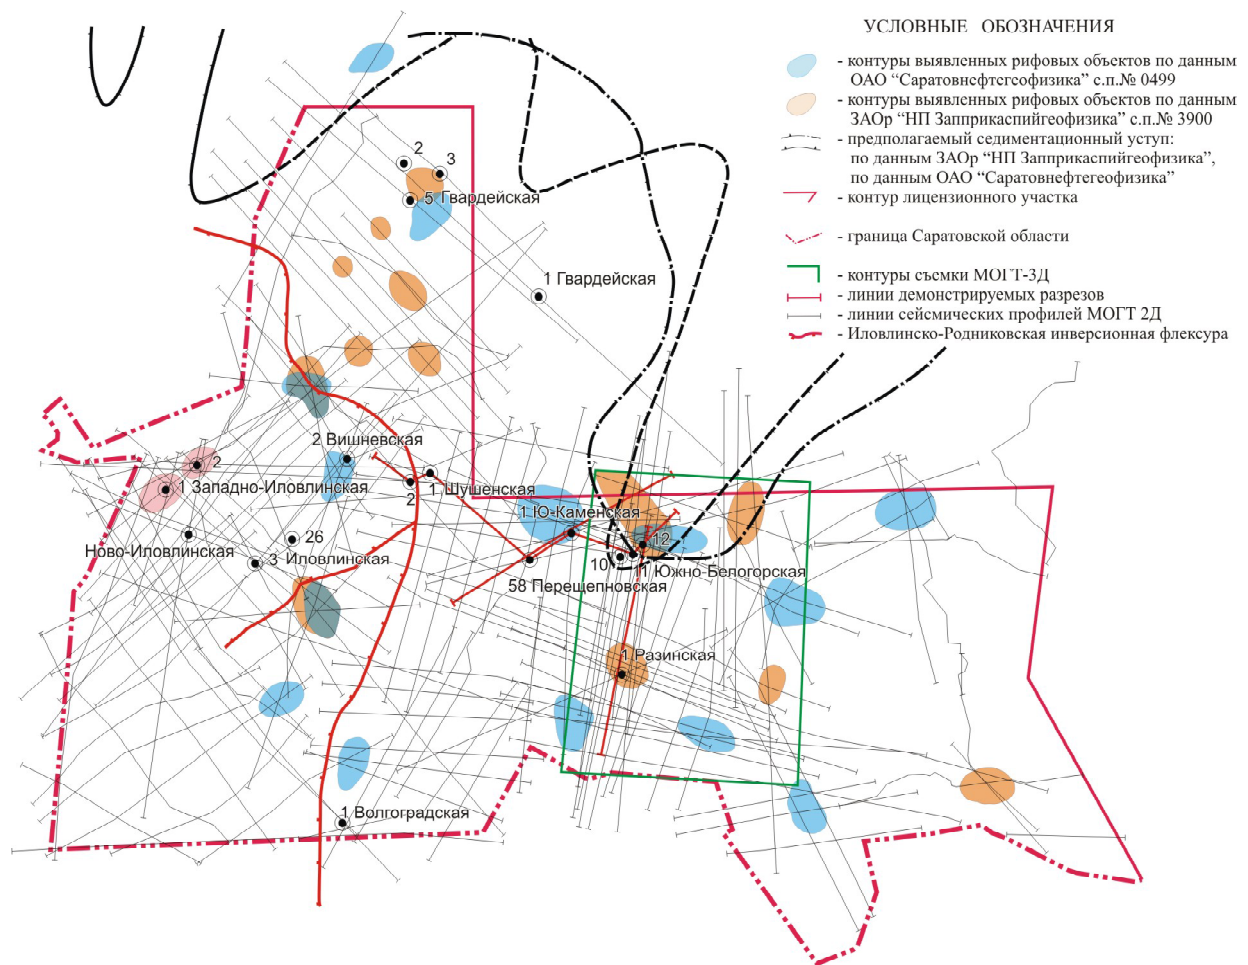 УСЛОВНЫЕ ОБОЗНАЧЕНИЯ
- контуры выявленных рифовых объектов по данным
ОАО “Саратовнефтегеофизика” с.п.№ 0499
- контуры выявленных рифовых объектов по данным
ЗАОр “НП Запприкаспийгеофизика” с.п.№ 3900
- предполагаемый седиментационный уступ:
по данным ЗАОр “НП Запприкаспийгеофизика”,
по данным ОАО “Саратовнефтегеофизика”
- контур лицензионного участка
- граница Саратовской области
- контуры съемки МОГТ-3Д
- линии демонстрируемых разрезов
- линии сейсмических профилей МОГТ 2Д
- Иловлинско-Родниковская инверсионная флексура
2
3
5 Гвардейская
1 Гвардейская
2 Вишневская
2
1 Западно-Иловлинская
2
1 Шушенская
1 Ю-Каменская
Ново-Иловлинская
26
3 Иловлинская
12
10
11 Южно-Белогорская
58 Перещепновская
1 Разинская
1 Волгоградская